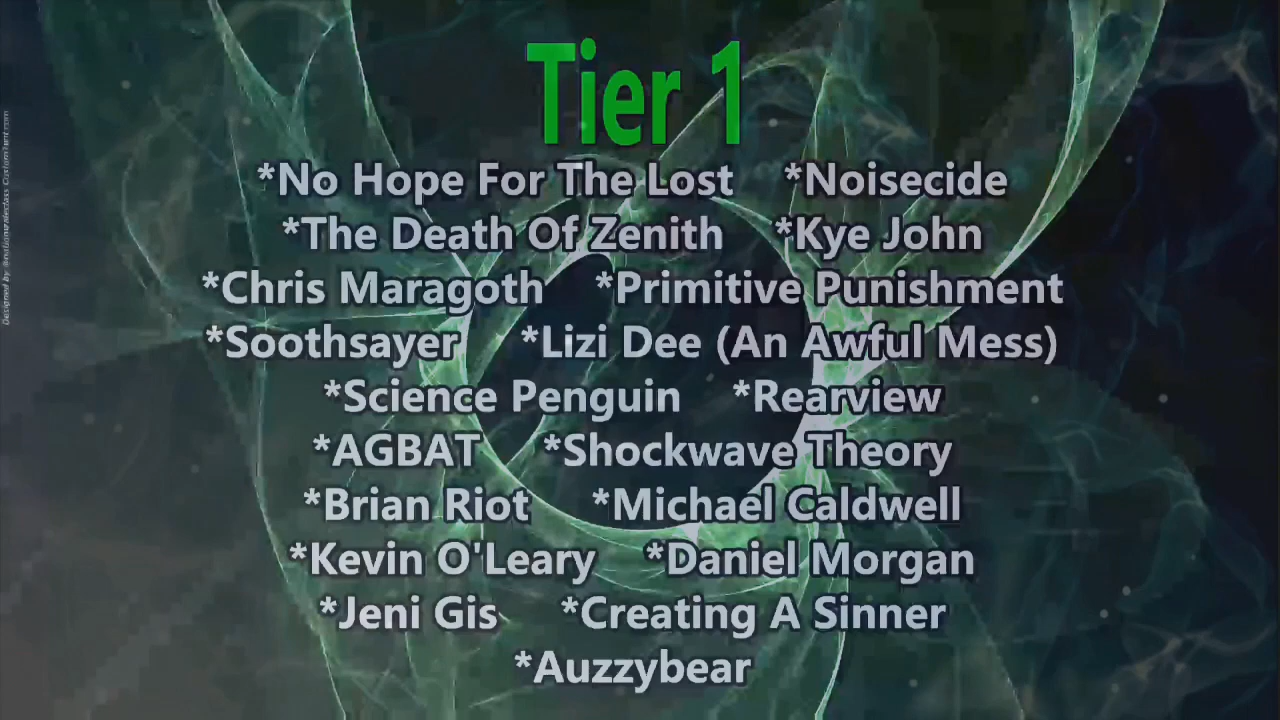 Tier 1
*No Hope For The Lost *Noisecide
*The Death Of Zenith *Kye John
*Chris Maragoth *Primitive Punishment
*Soothsayer *Lizi Dee (An Awful Mess)
*Science Penguin *Rearview
*AGBAT *Shockwave Theory
*Brian Riot *Michael Caldwell
*Kevin O'Leary *Daniel Morgan
*Jeni Gis *Creating A Sinner
*Auzzybear
Designed by